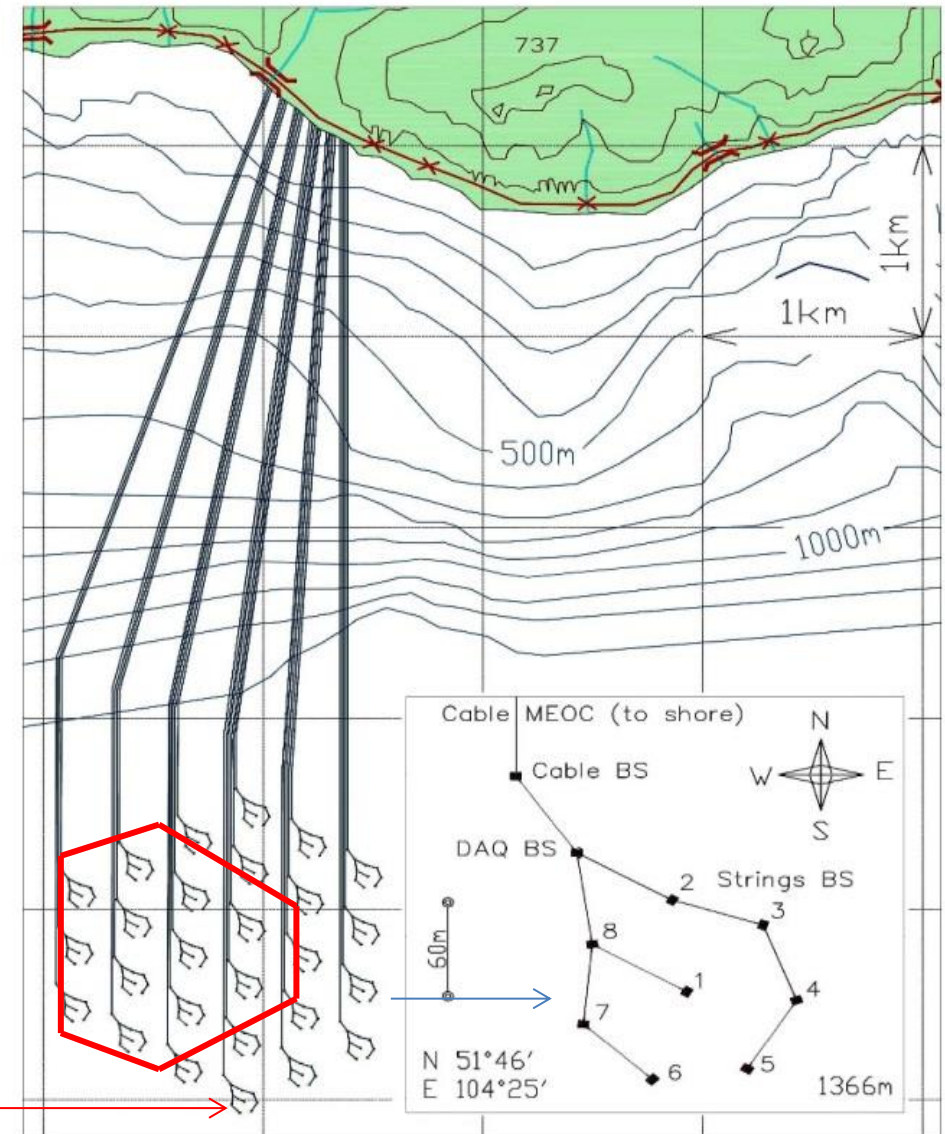 737
1km
1km
500m
1000m
Cable MEOC (to shore)
N
Cable BS
W
E
S
DAQ BS
2
Strings BS
3
8
60m
1
4
7
6
5
N 51°46′
E 104°25′
1366m